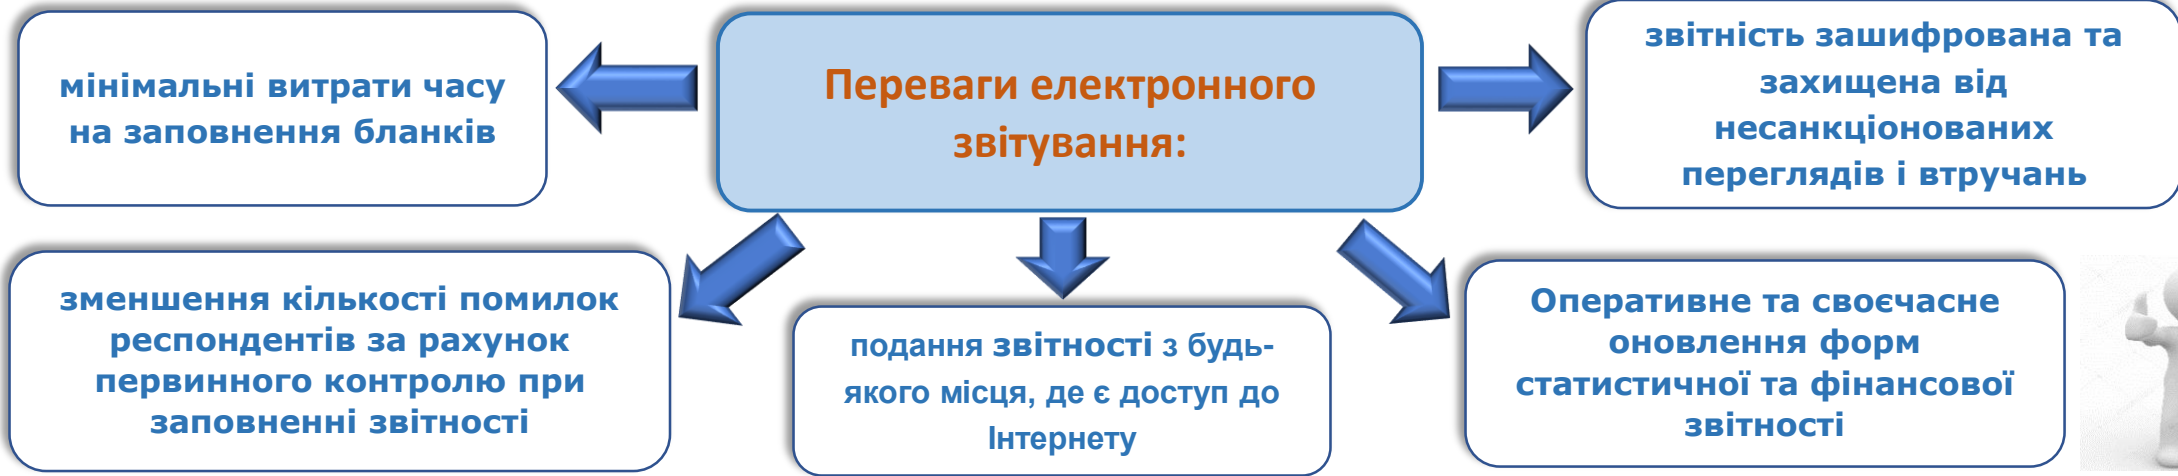 Переваги електронного
звітування:
мінімальні витрати часу
на заповнення бланків
звітність зашифрована та
захищена від
несанкціонованих
переглядів і втручань
зменшення кількості помилок
респондентів за рахунок
первинного контролю при
заповненні звітності
подання звітності з будь-
якого місця, де є доступ до
Інтернету
Оперативне та своєчасне
оновлення форм
статистичної та фінансової
звітності